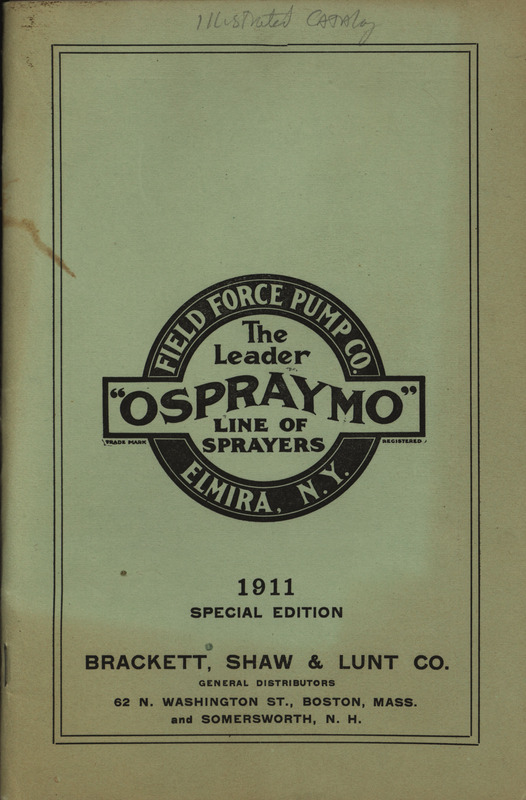 Illustrated Catalog
FIELD FORCE PUMP CO.
The
Leader
"OSPRAYMO"
LINE OF
SPRAYERS
TRADE MARK
REGISTERED
ELMIRA, N.Y.
1911
SPECIAL EDITION
BRACKETT, SHAW & LUNT CO.
GENERAL DISTRIBUTORS
62 N. WASHINGTON ST., BOSTON, MASS.
and SOMERSWORTH, N. H.